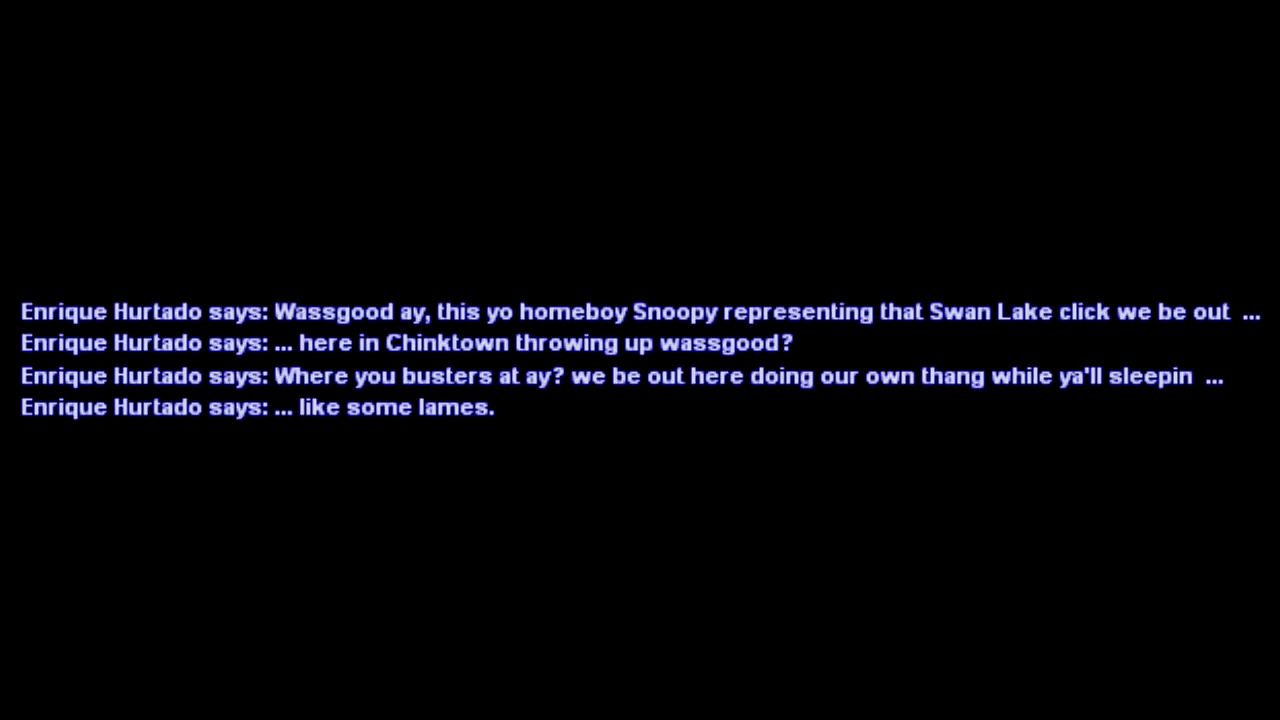 Enrique Hurtado says: Wassgood ay, this yo homeboy Snoopy representing that Swan Lake click we be out  ...
Enrique Hurtado says: ... here in Chinktown throwing up wassgood?
Enrique Hurtado says: Where you busters at ay? we be out here doing our own thang while ya'll sleepin  ...
Enrique Hurtado says: ... like some lames.